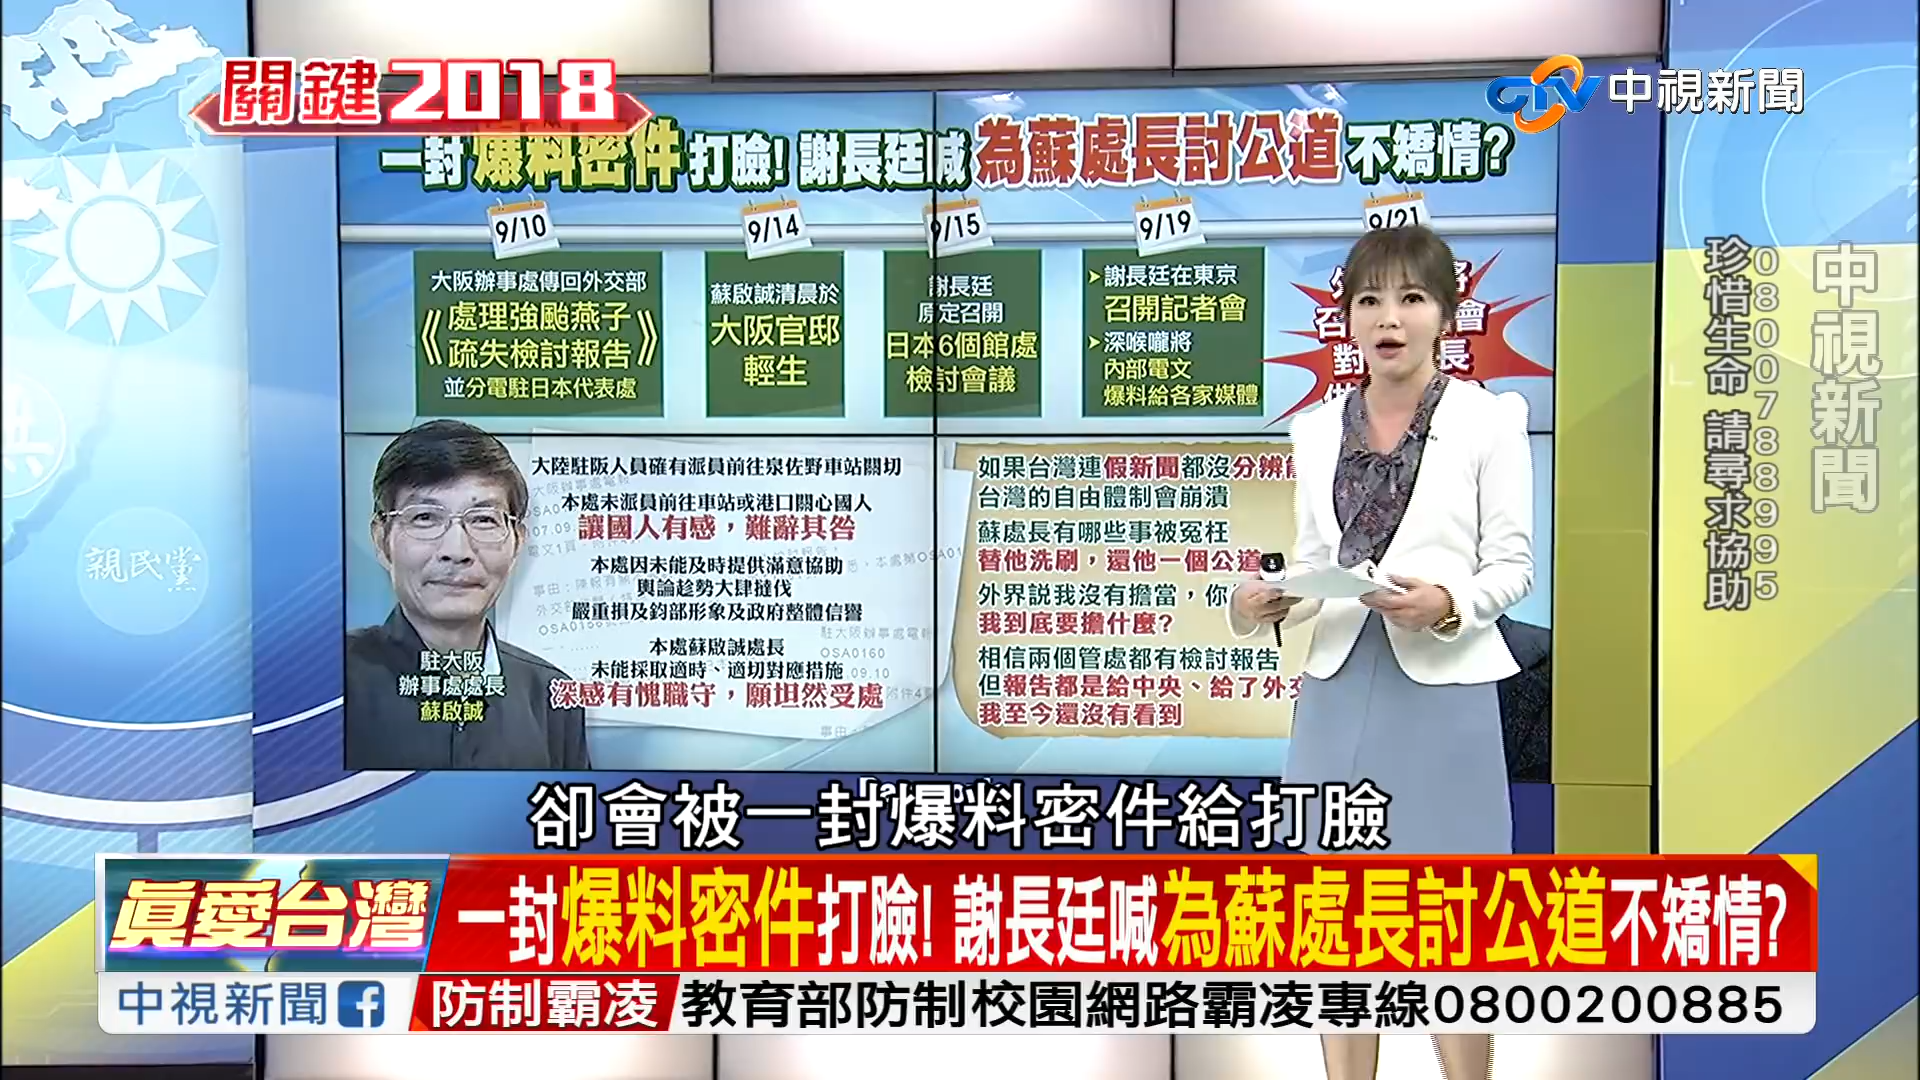 關鍵2018
中視新聞
一封爆料密件打臉! 謝長廷喊為蘇處長討公道不矯情?
9/10
9/14
9/15
9/19
9/21
大阪辦事處傳回外交部
《處理強颱燕子
疏失檢討報告》
並分電駐日本代表處
蘇啟誠清晨於
大阪官邸
輕生
謝長廷
原定召開
日本6個館處
檢討會議
謝長廷在東京
召開記者會
深喉嚨將
內部電文
爆料給各家媒體
大陸駐阪人員確有派員前往泉佐野車站關切
本處未派員前往車站或港口關心國人
讓國人有感，難辭其咎
本處因未能及時提供滿意協助
輿論趁勢大肆撻伐
嚴重損及鈞部形象及政府整體信譽
本處蘇啟誠處長
未能採取適時、適切對應措施
深感有愧職守，願坦然受處
駐大阪
辦事處處長
蘇啟誠
如果台灣連假新聞都沒分辨
台灣的自由體制會崩潰
蘇處長有哪些事被冤枉
替他洗刷，還他一個公道
外界說我沒有擔當，你
我到底要擔什麼?
相信兩個管處都有檢討報告
但報告都是給中央、給了外交
我至今還沒有看到
親民黨
中視新聞
珍惜生命 請尋求協助
0800788995
卻會被一封爆料密件給打臉
真愛台灣
一封爆料密件打臉! 謝長廷喊為蘇處長討公道不矯情?
中視新聞
防制霸凌
教育部防制校園網路霸凌專線0800200885